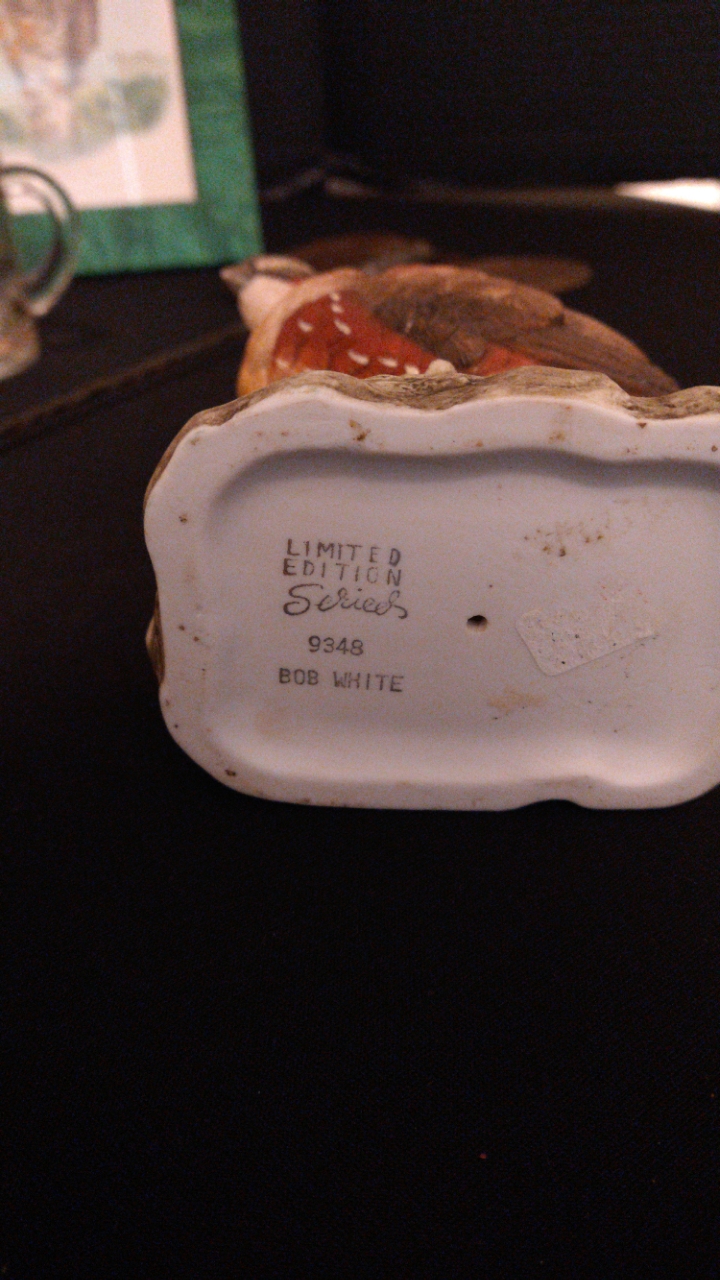 LIMITED
EDITION
Series
9348
BOB WHITE